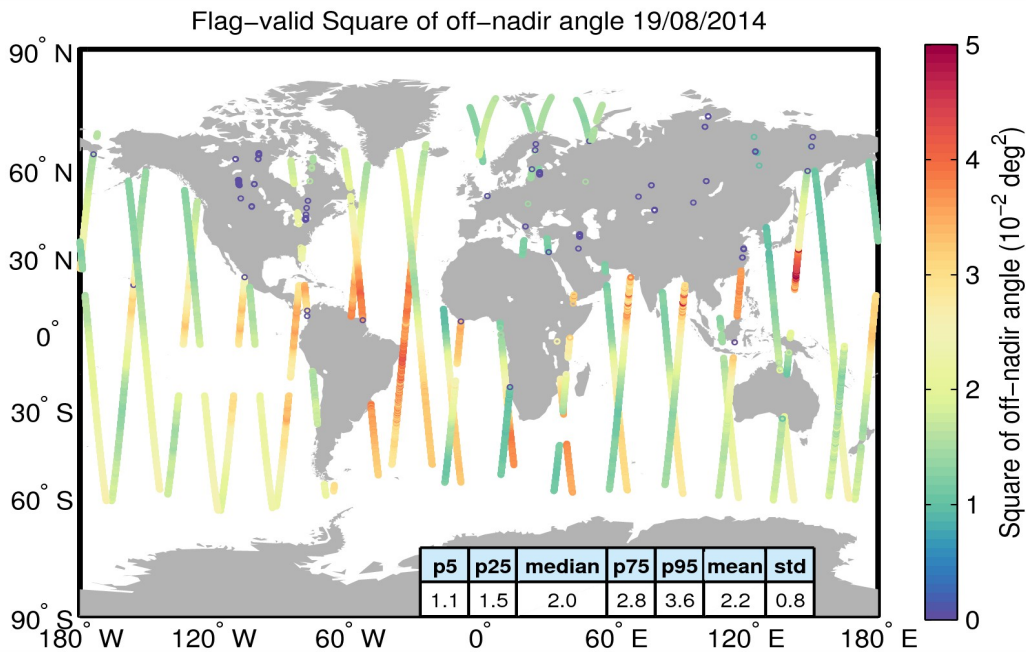 Flag−valid Square of off−nadir angle 19/08/2014
90° N
60° N
30° N
0°
30° S
60° S
90° S
180° W
120° W
60° W
0°
60° E
120° E
180° E
p5 p25 median p75 p95 mean std
1.1 1.5 2.0 2.8 3.6 2.2 0.8
5
4
3
2
1
0
Square of off−nadir angle (10⁻² deg²)